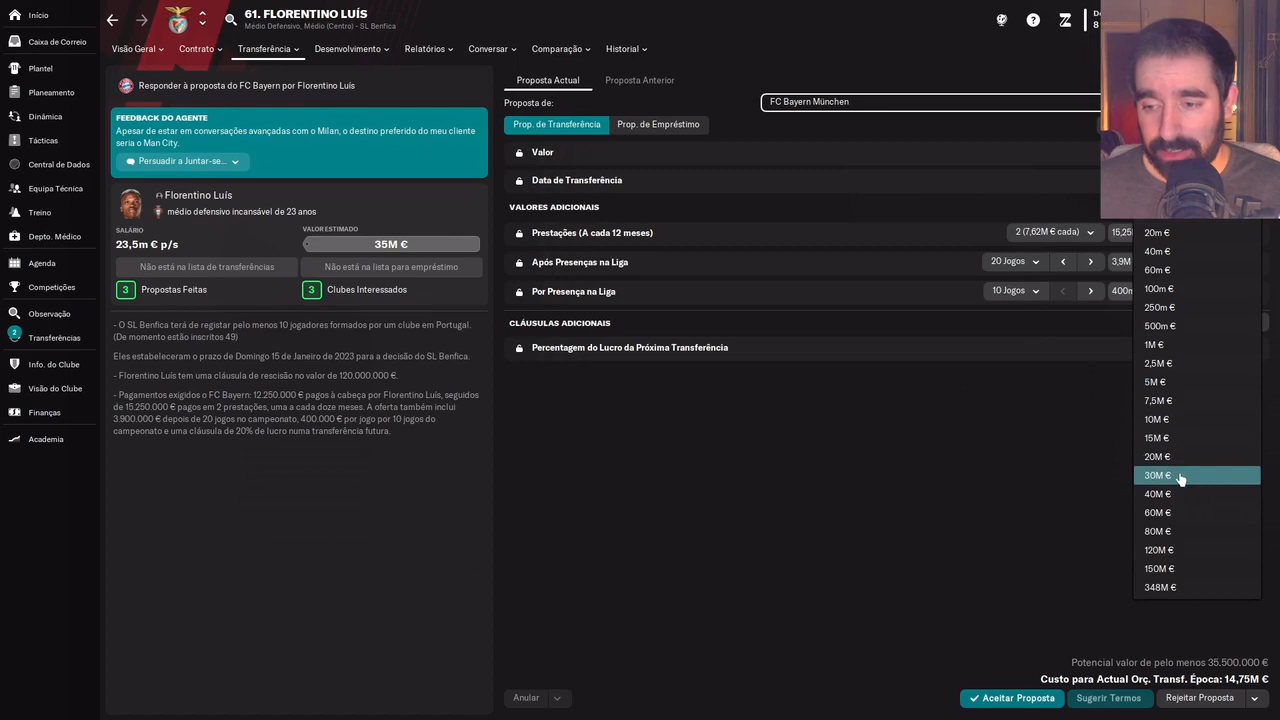 Início
Caixa de Correio
Plantel
Planeamento
Dinâmica
Tácticas
Central de Dados
Equipa Técnica
Treino
Depto. Médico
Agenda
Competições
Observação
2
Transferências
Info. do Clube
Visão do Clube
Finanças
Academia
61. FLORENTINO LUÍS
Médio Defensivo, Médio (Centro) - SL Benfica
Visão Geral
Contrato
Transferência
Desenvolvimento
Relatórios
Conversar
Comparação
Historial
Responder à proposta do FC Bayern por Florentino Luís
FEEDBACK DO AGENTE
Apesar de estar em conversações avançadas com o Milan, o destino preferido do meu cliente
seria o Man City.
Persuadir a Juntar-se...
Florentino Luís
médio defensivo incansável de 23 anos
SALÁRIO
VALOR ESTIMADO
23,5m € p/s
35M €
Não está na lista de transferências
Não está na lista para empréstimo
3 Propostas Feitas
3 Clubes Interessados
- O SL Benfica terá de registar pelo menos 10 jogadores formados por um clube em Portugal.
(De momento estão inscritos 49)
Eles estabeleceram o prazo de Domingo 15 de Janeiro de 2023 para a decisão do SL Benfica.
- Florentino Luís tem uma cláusula de rescisão no valor de 120.000.000 €.
- Pagamentos exigidos o FC Bayern: 12.250.000 € pagos à cabeça por Florentino Luís, seguidos
de 15.250.000 € pagos em 2 prestações, uma a cada doze meses. A oferta também inclui
3.900.000 € depois de 20 jogos no campeonato, 400.000 € por jogo por 10 jogos do
campeonato e uma cláusula de 20% de lucro numa transferência futura.
Proposta Actual
Proposta Anterior
Proposta de:
FC Bayern München
Prop. de Transferência
Prop. de Empréstimo
Valor
Data de Transferência
VALORES ADICIONAIS
Prestações (A cada 12 meses)
2 (7,62M € cada)
15,25
Após Presenças na Liga
20 Jogos
3,9M
Por Presença na Liga
10 Jogos
400m
CLÁUSULAS ADICIONAIS
Percentagem do Lucro da Próxima Transferência
20m €
40m €
60m €
100m €
250m €
500m €
1M €
2,5M €
5M €
7,5M €
10M €
15M €
20M €
30M €
40M €
60M €
80M €
120M €
150M €
348M €
Potencial valor de pelo menos 35.500.000 €
Custo para Actual Orç. Transf. Época: 14,75M €
Anular
Aceitar Proposta
Sugerir Termos
Rejeitar Proposta